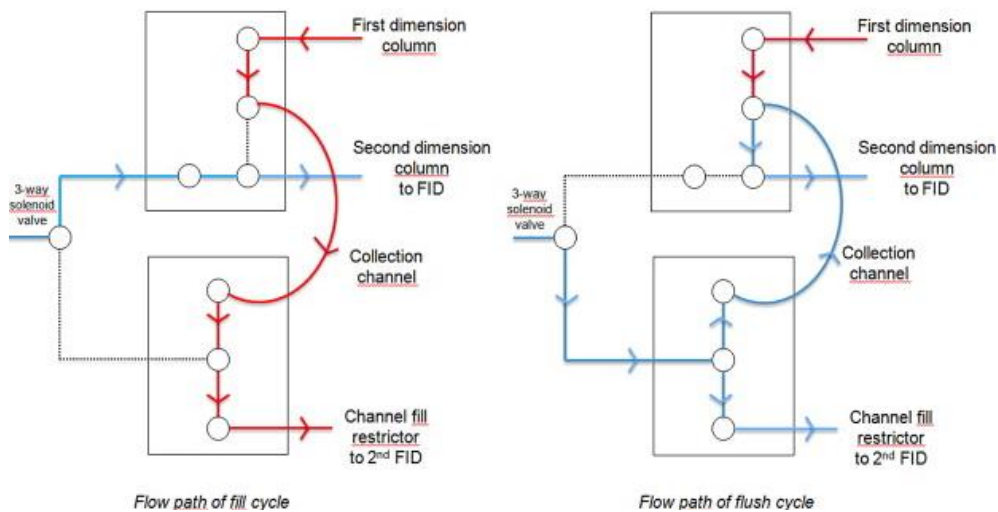 First dimension
column
Second dimension
column
to FID
3-way
solenoid
valve
Collection
channel
Channel fill
restrictor
to 2nd FID
Flow path of fill cycle
First dimension
column
Second dimension
column
to FID
3-way
solenoid
valve
Collection
channel
Channel fill
restrictor
to 2nd FID
Flow path of flush cycle